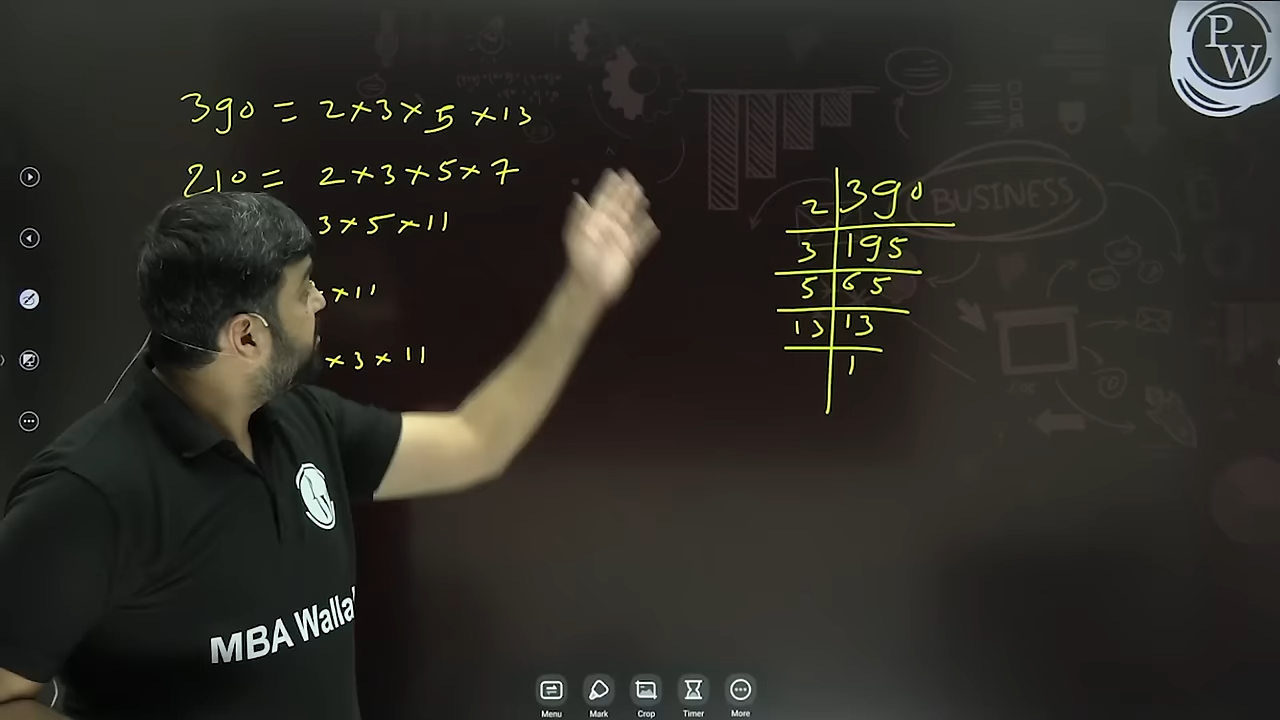 PW
390 = 2×3×5×13
210 = 2×3×5×7
3×5×11
×11
×3×11
2 390
3 195
5 65
13 13
1
BUSINESS
MBA Walla
Menu Mark Crop Timer More